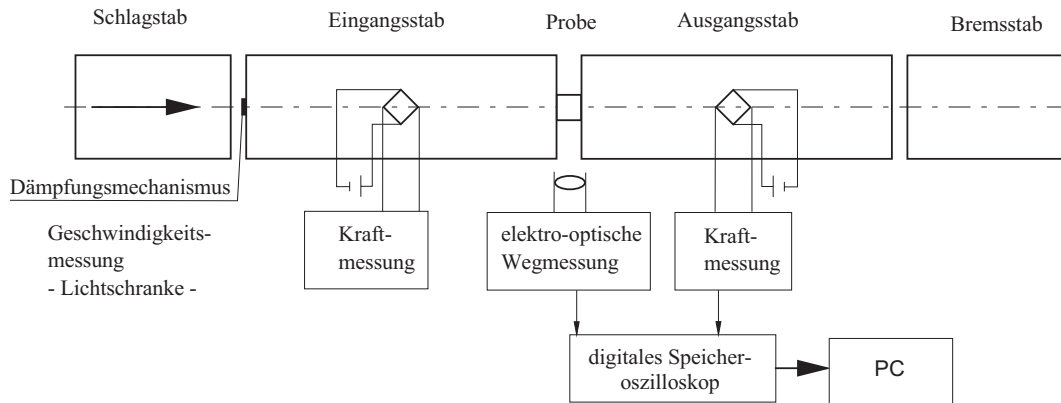 Schlagstab
Eingangsstab
Probe
Ausgangsstab
Bremsstab
Dämpfungsmechanismus
Geschwindigkeits-
messung
- Lichtschranke -
Kraft-
messung
elektro-optische
Wegmessung
Kraft-
messung
digitales Speicher-
oszilloskop
PC